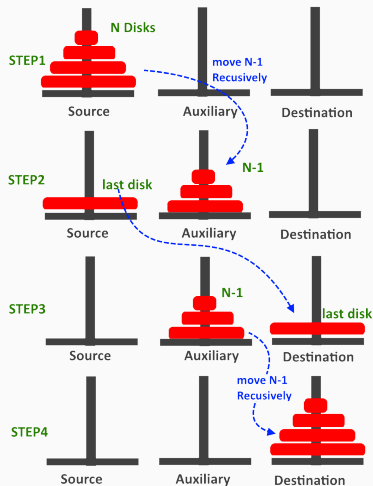 N Disks
STEP1
move N-1
Recusively
Source
Auxiliary
Destination
STEP2
last disk
N-1
Source
Auxiliary
Destination
STEP3
N-1
last disk
Source
Auxiliary
Destination
move N-1
Recusively
STEP4
Source
Auxiliary
Destination